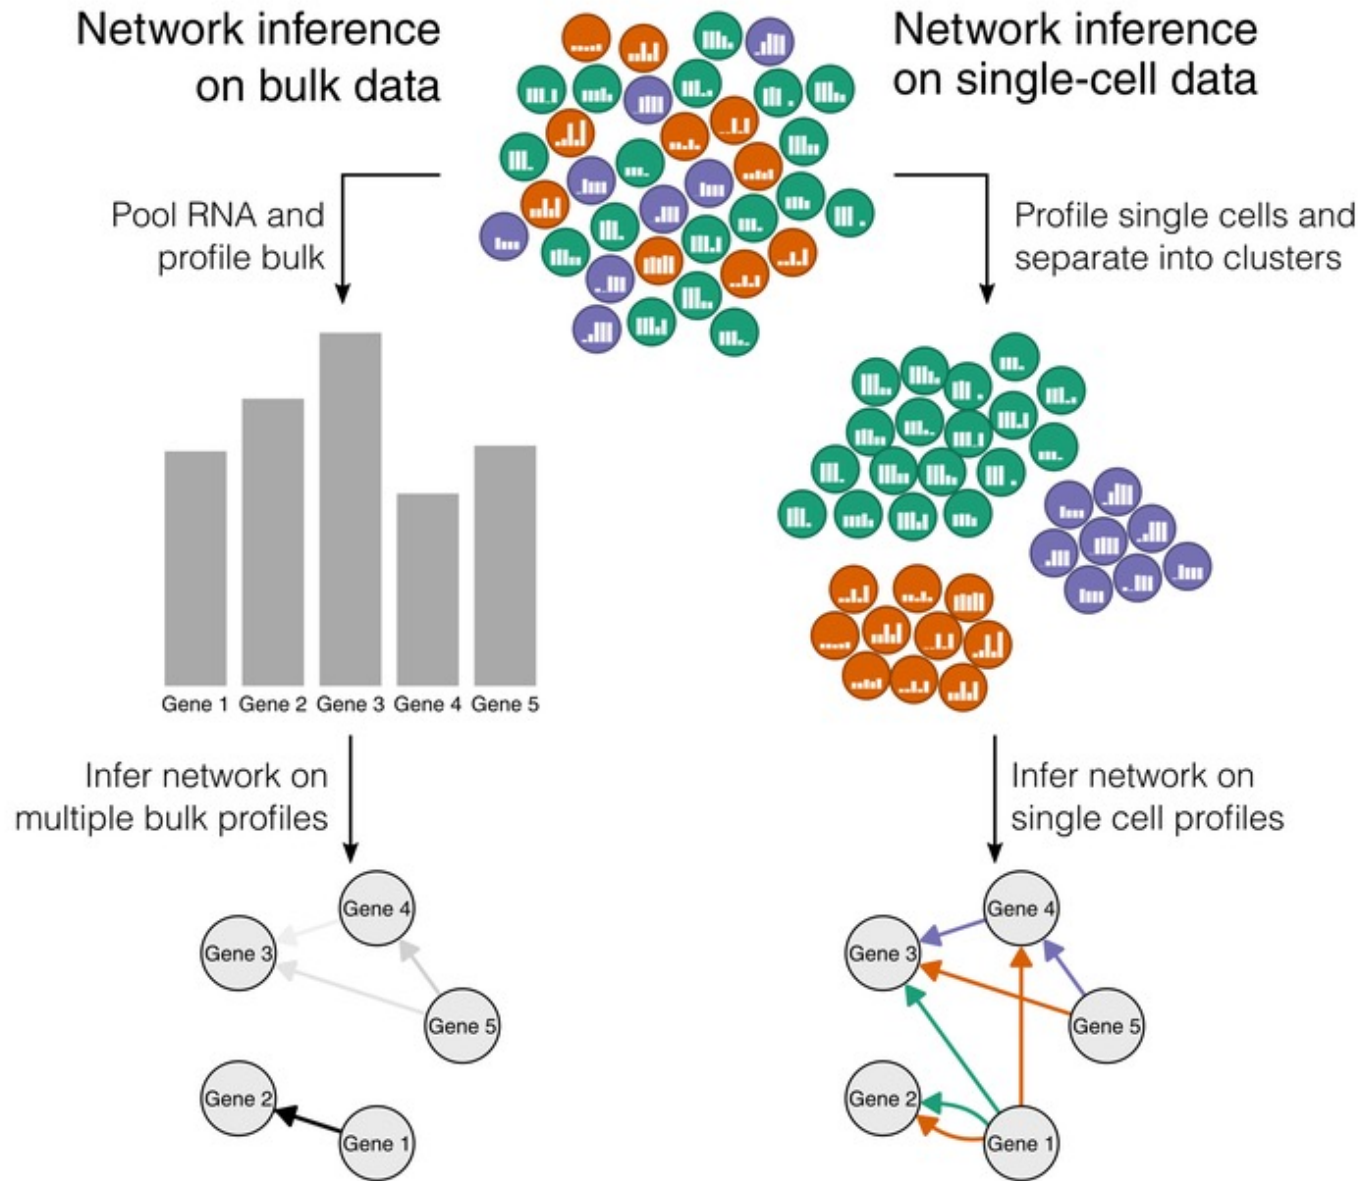 Network inference
on bulk data
Network inference
on single-cell data
Pool RNA and
profile bulk
Profile single cells and
separate into clusters
Gene 1 Gene 2 Gene 3 Gene 4 Gene 5
Infer network on
multiple bulk profiles
Infer network on
single cell profiles
Gene 4
Gene 3
Gene 5
Gene 2
Gene 1
Gene 4
Gene 3
Gene 5
Gene 2
Gene 1